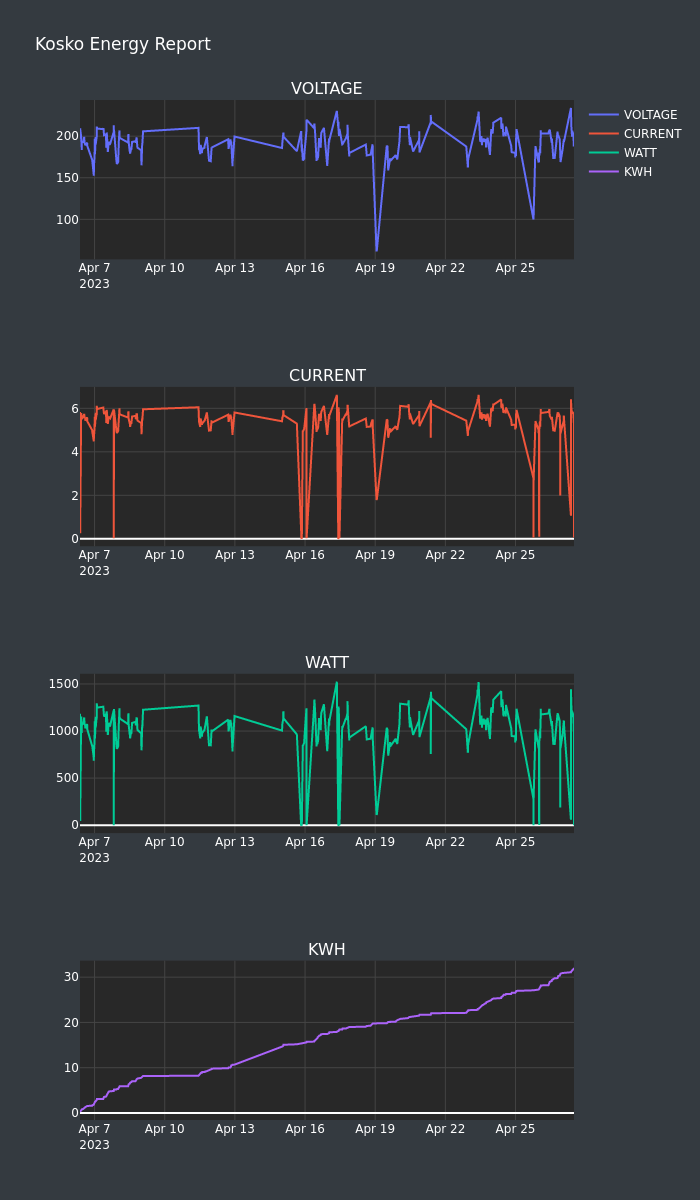 Kosko Energy Report
VOLTAGE
200
150
100
Apr 7
2023
Apr 10
Apr 13
Apr 16
Apr 19
Apr 22
Apr 25
VOLTAGE
CURRENT
WATT
KWH
CURRENT
6
4
2
0
Apr 7
2023
Apr 10
Apr 13
Apr 16
Apr 19
Apr 22
Apr 25
WATT
1500
1000
500
0
Apr 7
2023
Apr 10
Apr 13
Apr 16
Apr 19
Apr 22
Apr 25
KWH
30
20
10
0
Apr 7
2023
Apr 10
Apr 13
Apr 16
Apr 19
Apr 22
Apr 25